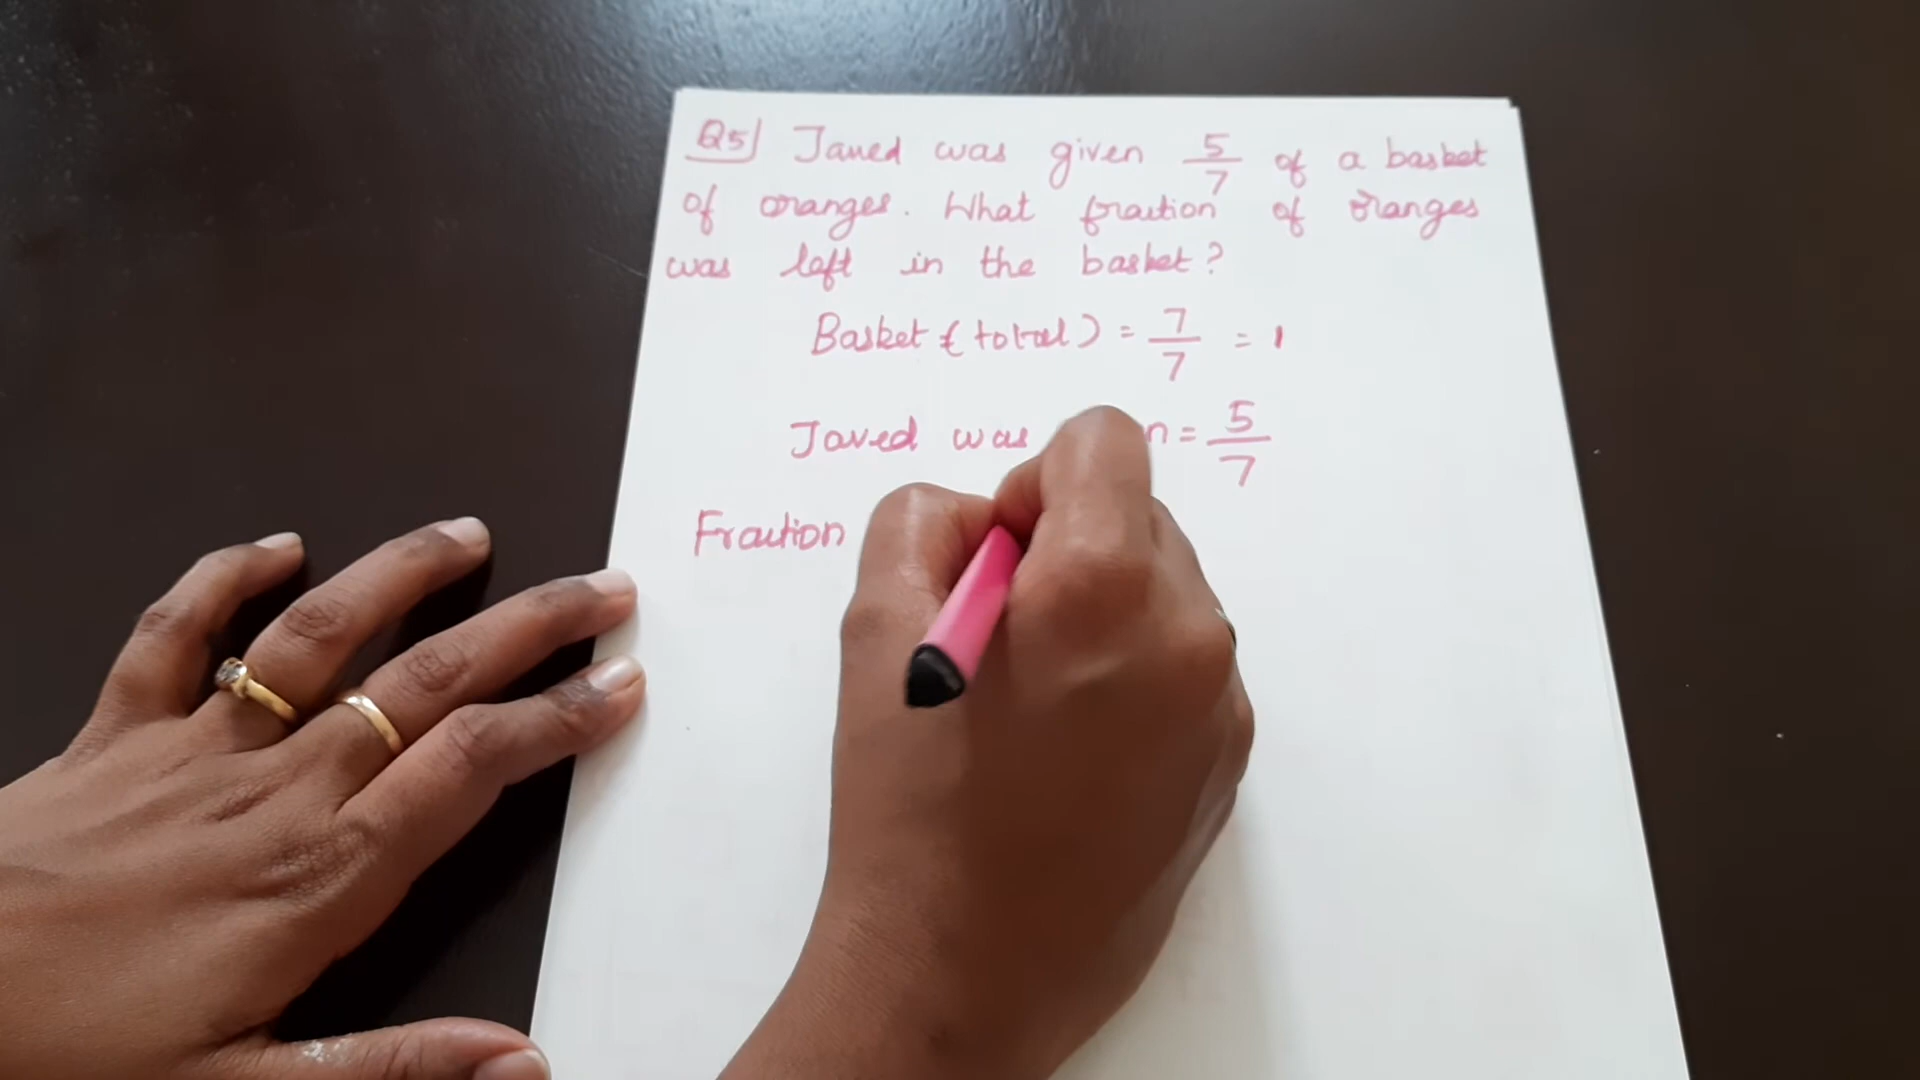 Q5) Javed was given 5/7 of a basket
of oranges. What fraction of oranges
was left in the basket?
Basket (total) = 7/7 = 1
Javed was = 5/7
Fraction